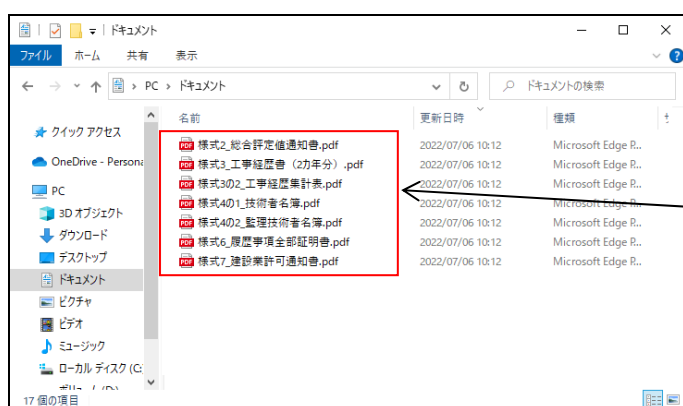 ドキュメント
ファイル ホーム 共有 表示
PC › ドキュメント ドキュメントの検索
名前 更新日時 種類
クイック アクセス
OneDrive - Persona
PC
3D オブジェクト
ダウンロード
デスクトップ
ドキュメント
ピクチャ
ビデオ
ミュージック
ローカル ディスク (C:
様式2_総合評定値通知書.pdf 2022/07/06 10:12 Microsoft Edge P...
様式3_工事経歴書（2カ年分）.pdf 2022/07/06 10:12 Microsoft Edge P...
様式3の2_工事経歴集計表.pdf 2022/07/06 10:12 Microsoft Edge P...
様式4の1_技術者名簿.pdf 2022/07/06 10:12 Microsoft Edge P...
様式4の2_監理技術者名簿.pdf 2022/07/06 10:12 Microsoft Edge P...
様式6_履歴事項全部証明書.pdf 2022/07/06 10:12 Microsoft Edge P...
様式7_建設業許可通知書.pdf 2022/07/06 10:12 Microsoft Edge P...
17 個の項目